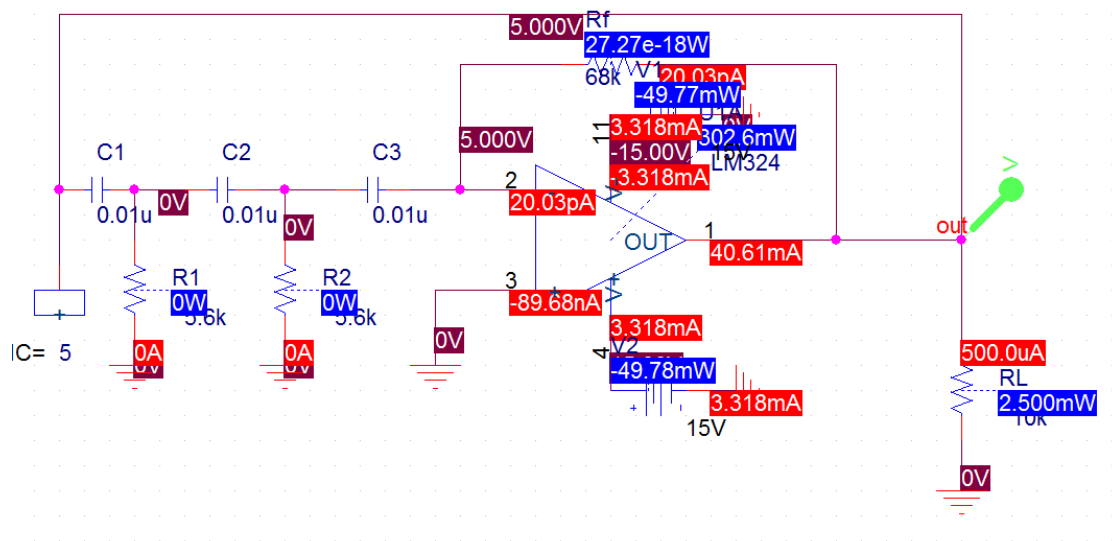 5.000V
Rf
27.27e-18W
68k
V1
20.03pA
-49.77mW
U1A
3.318mA
302.6mW
11
0V
-15.00V
15V
LM324
-3.318mA
5.000V
C1
C2
C3
0.01u
0V
0.01u
0.01u
2
20.03pA
V-
0V
OUT
1
40.61mA
out
V
R1
0W
5.6k
R2
0W
5.6k
3
-89.68nA
V+
+
IC= 5
0A
0V
0A
0V
0V
3.318mA
4
V2
-49.78mW
3.318mA
15V
500.0uA
RL
2.500mW
10k
0V